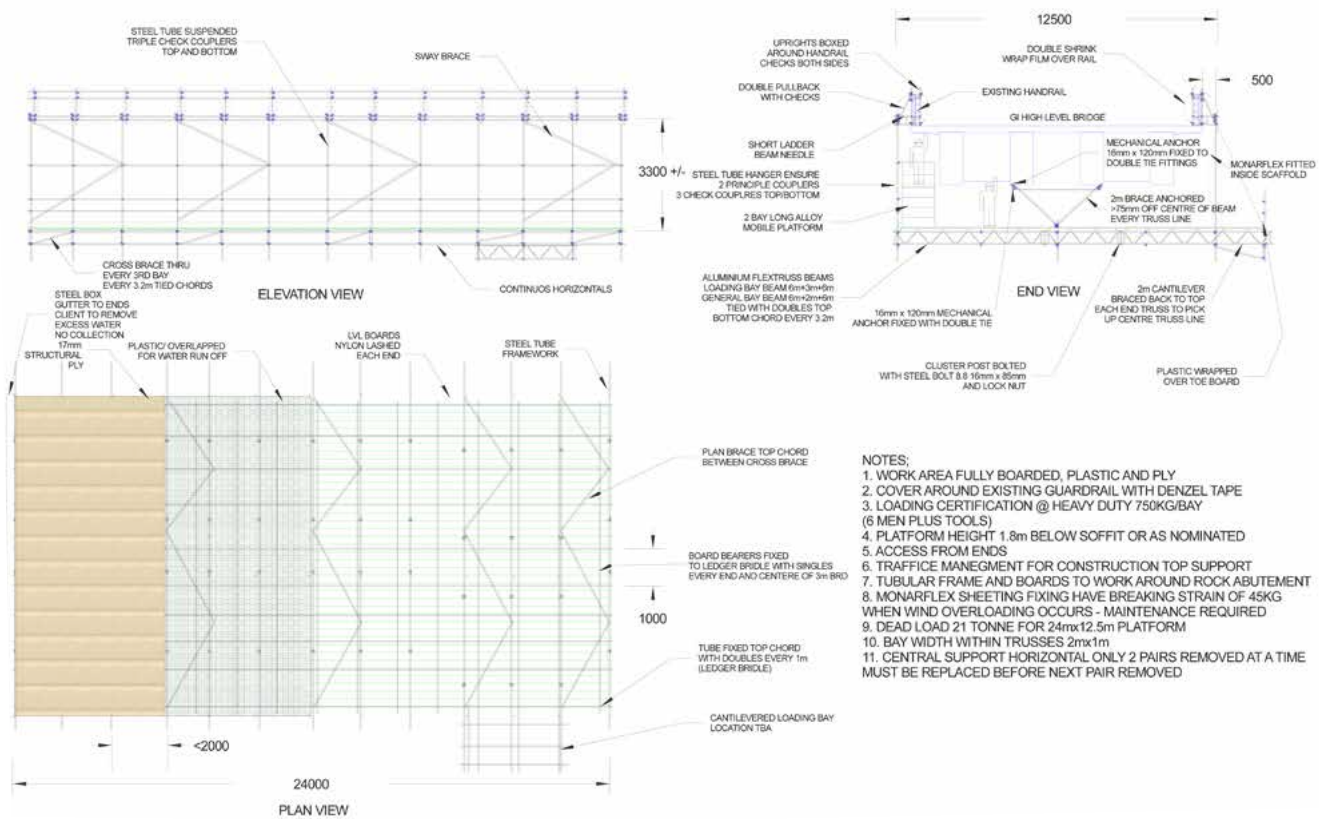 STEEL TUBE SUSPENDED
TRIPLE CHECK COUPLERS
TOP AND BOTTOM
SWAY BRACE
3300 +/-
CROSS BRACE THRU
EVERY 3RD BAY
EVERY 3.2m TIED CHORDS
CONTINUOS HORIZONTALS
ELEVATION VIEW
12500
500
UPRIGHTS BOXED
AROUND HANDRAIL
CHECKS BOTH SIDES
DOUBLE SHRINK
WRAP FILM OVER RAIL
DOUBLE PULLBACK
WITH CHECKS
EXISTING HANDRAIL
GI HIGH LEVEL BRIDGE
SHORT LADDER
BEAM NEEDLE
MECHANICAL ANCHOR
16mm x 120mm FIXED TO
DOUBLE TIE FITTINGS
MONARFLEX FITTED
INSIDE SCAFFOLD
STEEL TUBE HANGER ENSURE
2 PRINCIPLE COUPLERS
3 CHECK COUPLRES TOP/BOTTOM
2m BRACE ANCHORED
>75mm OFF CENTRE OF BEAM
EVERY TRUSS LINE
2 BAY LONG ALLOY
MOBILE PLATFORM
ALUMINIUM FLEXTRUSS BEAMS
LOADING BAY BEAM 6m+3m+6m
GENERAL BAY BEAM 6m+2m+6m
TIED WITH DOUBLES TOP
BOTTOM CHORD EVERY 3.2m
END VIEW
2m CANTILEVER
BRACED BACK TO TOP
EACH END TRUSS TO PICK
UP CENTRE TRUSS LINE
16mm x 120mm MECHANICAL
ANCHOR FIXED WITH DOUBLE TIE
CLUSTER POST BOLTED
WITH STEEL BOLT 8.8 16mm x 85mm
AND LOCK NUT
PLASTIC WRAPPED
OVER TOE BOARD
STEEL BOX
GUTTER TO ENDS
CLIENT TO REMOVE
EXCESS WATER
NO COLLECTION
17mm
STRUCTURAL
PLY
PLASTIC/ OVERLAPPED
FOR WATER RUN OFF
LVL BOARDS
NYLON LASHED
EACH END
STEEL TUBE
FRAMEWORK
PLAN BRACE TOP CHORD
BETWEEN CROSS BRACE
BOARD BEARERS FIXED
TO LEDGER BRIDLE WITH SINGLES
EVERY END AND CENTERE OF 3m BRD
1000
TUBE FIXED TOP CHORD
WITH DOUBLES EVERY 1m
(LEDGER BRIDLE)
CANTILEVERED LOADING BAY
LOCATION TBA
<2000
24000
PLAN VIEW
NOTES;
1. WORK AREA FULLY BOARDED, PLASTIC AND PLY
2. COVER AROUND EXISTING GUARDRAIL WITH DENZEL TAPE
3. LOADING CERTIFICATION @ HEAVY DUTY 750KG/BAY
(6 MEN PLUS TOOLS)
4. PLATFORM HEIGHT 1.8m BELOW SOFFIT OR AS NOMINATED
5. ACCESS FROM ENDS
6. TRAFFICE MANEGMENT FOR CONSTRUCTION TOP SUPPORT
7. TUBULAR FRAME AND BOARDS TO WORK AROUND ROCK ABUTEMENT
8. MONARFLEX SHEETING FIXING HAVE BREAKING STRAIN OF 45KG
WHEN WIND OVERLOADING OCCURS - MAINTENANCE REQUIRED
9. DEAD LOAD 21 TONNE FOR 24mx12.5m PLATFORM
10. BAY WIDTH WITHIN TRUSSES 2mx1m
11. CENTRAL SUPPORT HORIZONTAL ONLY 2 PAIRS REMOVED AT A TIME
MUST BE REPLACED BEFORE NEXT PAIR REMOVED